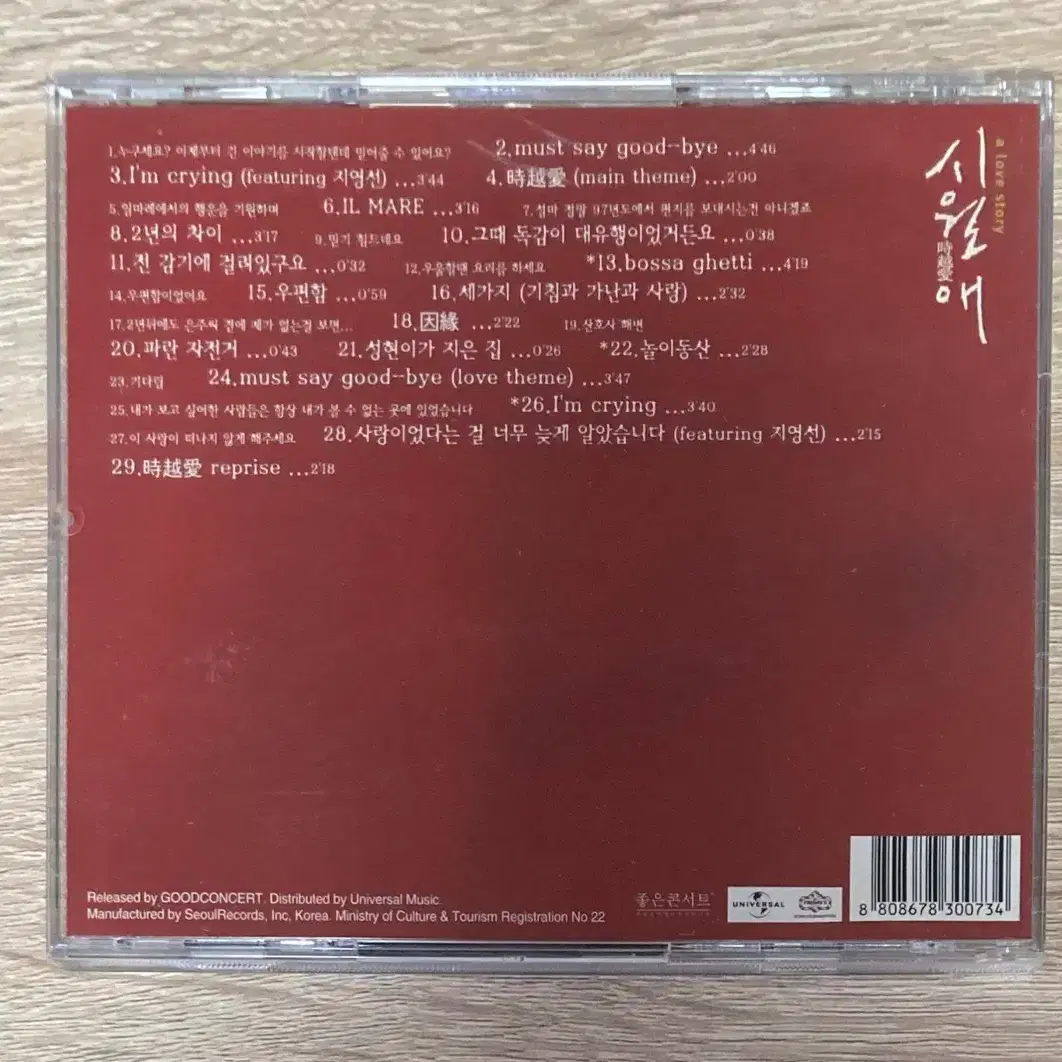 1.누구세요? 이제부터 긴 이야기를 시작할텐데 믿어줄 수 있어요? 2.must say good-bye ...4'46
3.I'm crying (featuring 지영선) ...3'44 4.時越愛 (main theme) ...2'00
5.일마레에서의 행운을 기원하며 6.IL MARE ...3'16 7.설마 정말 97년도에서 편지를 보내시는건 아니겠죠
8.2년의 차이 ...3'17 9.믿기 힘드네요 10.그때 독감이 대유행이었거든요 ...0'38
11.전 감기에 걸려있구요 ...0'32 12.우울할땐 요리를 하세요 *13.bossa ghetti ...4'19
14.우편함이었어요 15.우편함 ...0'59 16.세가지 (기침과 가난과 사랑) ...2'32
17.2년뒤에도 은주씨 곁에 제가 없는걸 보면... 18.因緣 ...2'22 19.산호사 해변
20.파란 자전거 ...0'43 21.성현이가 지은 집 ...0'26 *22.놀이동산 ...2'28
23.기다림 24.must say good-bye (love theme) ...3'47
25.내가 보고 싶어한 사람들은 항상 내가 볼 수 없는 곳에 있었습니다 *26.I'm crying ...3'40
27.이 사람이 떠나지 않게 해주세요 28.사랑이었다는 걸 너무 늦게 알았습니다 (featuring 지영선) ...2'15
29.時越愛 reprise ...2'18
시월애
時越愛
a love story
Released by GOODCONCERT. Distributed by Universal Music.
Manufactured by SeoulRecords, Inc, Korea. Ministry of Culture & Tourism Registration No 22
좋은콘서트
UNIVERSAL
8 808678 300734